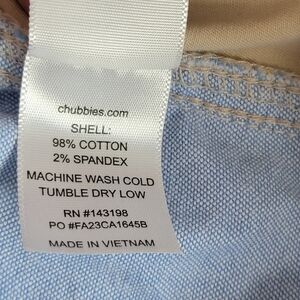 chubbies.com
SHELL:
98% COTTON
2% SPANDEX
MACHINE WASH COLD
TUMBLE DRY LOW
RN #143198
PO #FA23CA1645B
MADE IN VIETNAM